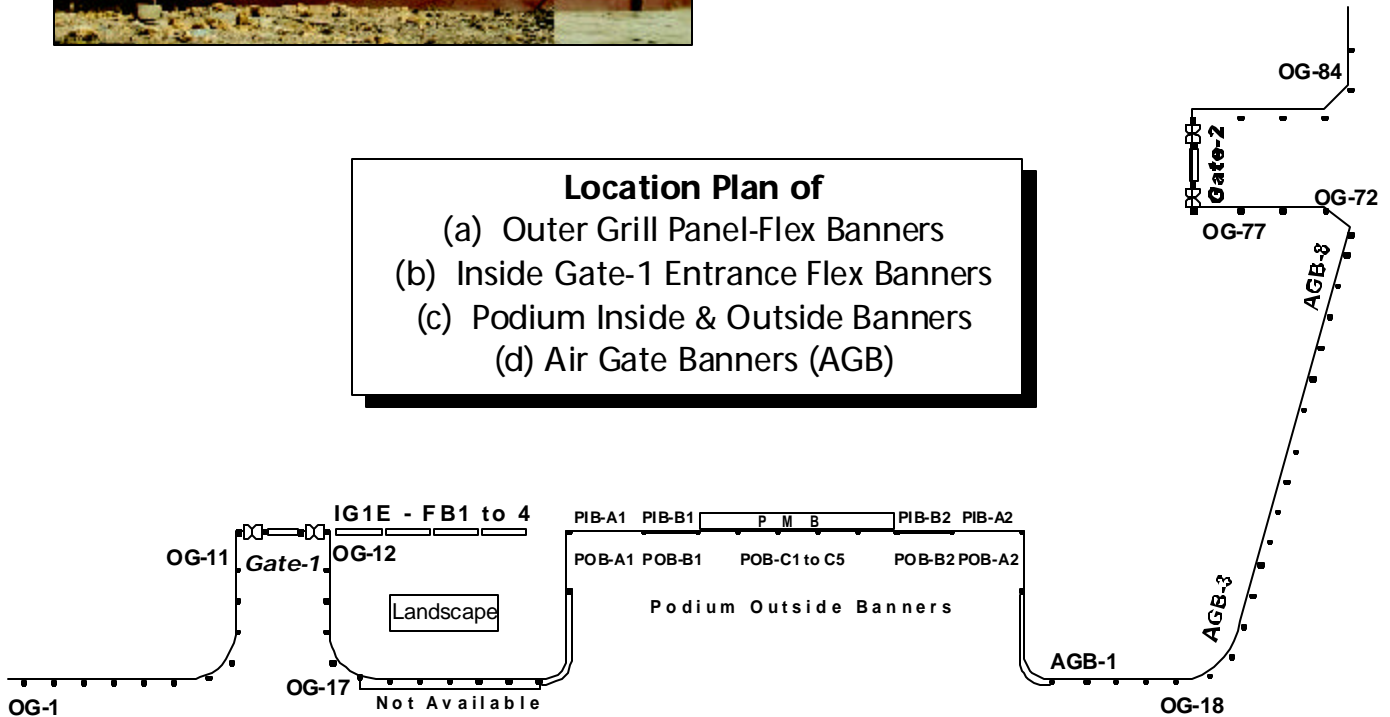 OG-84
Gate-2
Location Plan of
(a) Outer Grill Panel-Flex Banners
(b) Inside Gate-1 Entrance Flex Banners
(c) Podium Inside & Outside Banners
(d) Air Gate Banners (AGB)
OG-72
OG-77
AGB-8
IG1E - FB1 to 4
PIB-A1 PIB-B1 P M B PIB-B2 PIB-A2
OG-11 Gate-1 OG-12
POB-A1 POB-B1 POB-C1 to C5 POB-B2 POB-A2
Landscape
Podium Outside Banners
AGB-3
AGB-1
OG-17
Not Available
OG-1
OG-18